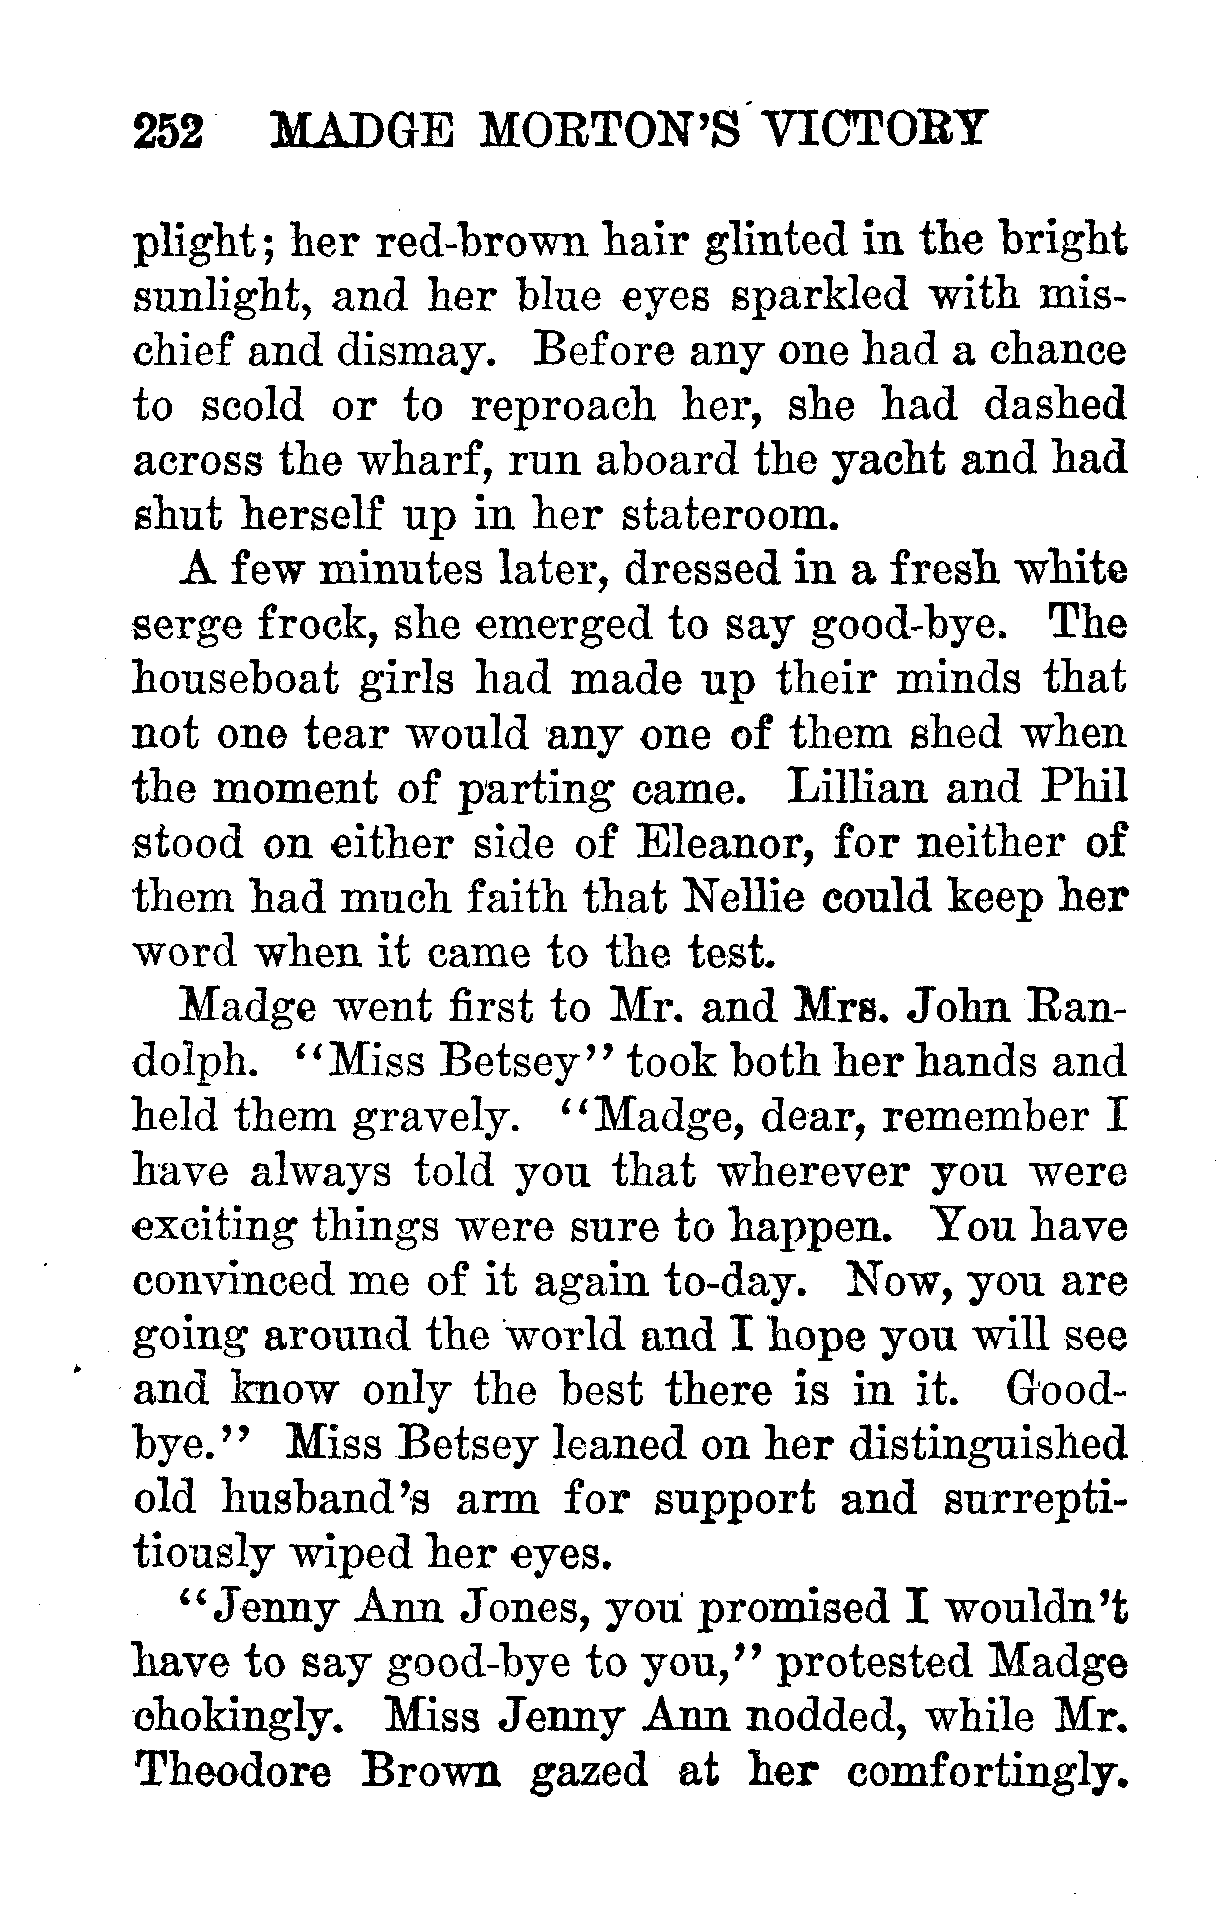 252 MADGE MORTON'S VICTORY
plight; her red-brown hair glinted in the bright
sunlight, and her blue eyes sparkled with mis-
chief and dismay. Before any one had a chance
to scold or to reproach her, she had dashed
across the wharf, run aboard the yacht and had
shut herself up in her stateroom.
A few minutes later, dressed in a fresh white
serge frock, she emerged to say good-bye. The
houseboat girls had made up their minds that
not one tear would any one of them shed when
the moment of parting came. Lillian and Phil
stood on either side of Eleanor, for neither of
them had much faith that Nellie could keep her
word when it came to the test.
Madge went first to Mr. and Mrs. John Ran-
dolph. "Miss Betsey" took both her hands and
held them gravely. "Madge, dear, remember I
have always told you that wherever you were
exciting things were sure to happen. You have
convinced me of it again to-day. Now, you are
going around the world and I hope you will see
and know only the best there is in it. Good-
bye." Miss Betsey leaned on her distinguished
old husband's arm for support and surrepti-
tiously wiped her eyes.
"Jenny Ann Jones, you promised I wouldn't
have to say good-bye to you," protested Madge
chokingly. Miss Jenny Ann nodded, while Mr.
Theodore Brown gazed at her comfortingly.